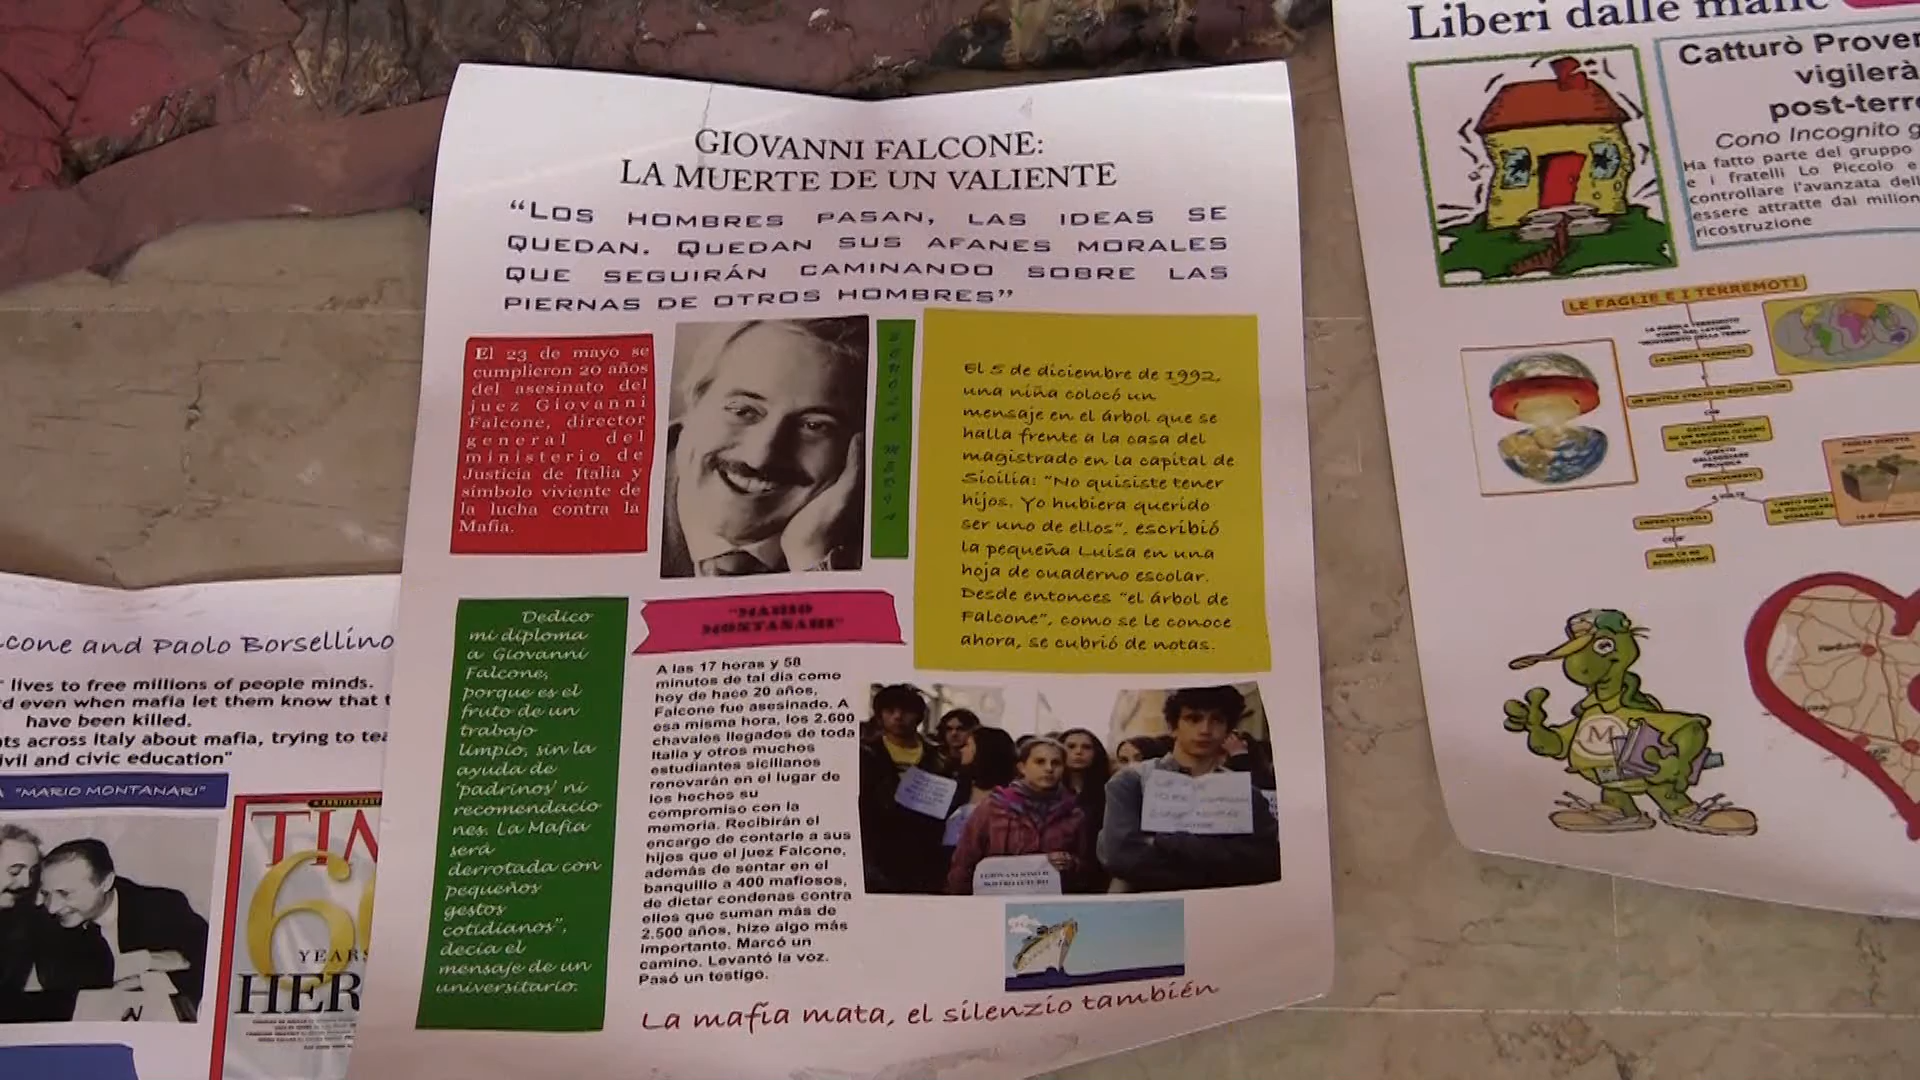 GIOVANNI FALCONE:
LA MUERTE DE UN VALIENTE
“LOS HOMBRES PASAN, LAS IDEAS SE
QUEDAN. QUEDAN SUS AFANES MORALES
QUE SEGUIRÁN CAMINANDO SOBRE LAS
PIERNAS DE OTROS HOMBRES”
El 23 de mayo se
cumplieron 20 años
del asesinato del
juez Giovanni
Falcone, director
general del
ministerio de
Justicia de Italia y
símbolo viviente de
la lucha contra la
Mafia.
SCUOLA MEDIA
El 5 de diciembre de 1992,
una niña colocó un
mensaje en el árbol que se
halla frente a la casa del
magistrado en la capital de
Sicilia: “No quisiste tener
hijos. Yo hubiera querido
ser uno de ellos”, escribió
la pequeña Luisa en una
hoja de cuaderno escolar.
Desde entonces “el árbol de
Falcone”, como se le conoce
ahora, se cubrió de notas.
Dedico
mi diploma
a Giovanni
Falcone,
porque es el
fruto de un
trabajo
limpio, sin la
ayuda de
'padrinos' ni
recomendacio
nes. La Mafia
será
derrotada con
pequeños
gestos
cotidianos”,
decía el
mensaje de un
universitario.
“MARIO
MONTANARI”
A las 17 horas y 58
minutos de tal día como
hoy de hace 20 años,
Falcone fue asesinado. A
esa misma hora, los 2.600
chavales llegados de toda
Italia y otros muchos
estudiantes sicilianos
renovarán en el lugar de
los hechos su
compromiso con la
memoria. Recibirán el
encargo de contarle a sus
hijos que el juez Falcone,
además de sentar en el
banquillo a 400 mafiosos,
de dictar condenas contra
ellos que suman más de
2.500 años, hizo algo más
importante. Marcó un
camino. Levantó la voz.
Pasó un testigo.
La mafia mata, el silenzio también
lcone and Paolo Borsellino
lives to free millions of people minds.
d even when mafia let them know that t
have been killed.
ts across Italy about mafia, trying to tea
ivil and civic education"
A "MARIO MONTANARI"
TIM
60
YEARS
HER
Liberi dalle mafie
Catturò Proven
vigilerà
post-terre
Cono Incognito g
Ha fatto parte del gruppo
e i fratelli Lo Piccolo e
controllare l'avanzata dell
essere attratte dai milion
ricostruzione
LE FAGLIE E I TERREMOTI
M